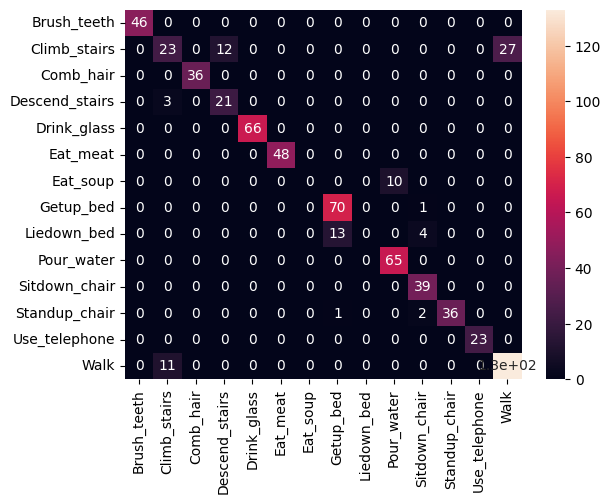 Brush_teeth 46 0 0 0 0 0 0 0 0 0 0 0 0 0
Climb_stairs 0 23 0 12 0 0 0 0 0 0 0 0 0 27
Comb_hair 0 0 36 0 0 0 0 0 0 0 0 0 0 0
Descend_stairs 0 3 0 21 0 0 0 0 0 0 0 0 0 0
Drink_glass 0 0 0 0 66 0 0 0 0 0 0 0 0 0
Eat_meat 0 0 0 0 0 48 0 0 0 0 0 0 0 0
Eat_soup 0 0 0 0 0 0 0 0 0 10 0 0 0 0
Getup_bed 0 0 0 0 0 0 0 70 0 0 1 0 0 0
Liedown_bed 0 0 0 0 0 0 0 13 0 0 4 0 0 0
Pour_water 0 0 0 0 0 0 0 0 0 65 0 0 0 0
Sitdown_chair 0 0 0 0 0 0 0 0 0 0 39 0 0 0
Standup_chair 0 0 0 0 0 0 0 1 0 0 2 36 0 0
Use_telephone 0 0 0 0 0 0 0 0 0 0 0 0 23 0
Walk 0 11 0 0 0 0 0 0 0 0 0 0 0 1.3e+02
Brush_teeth
Climb_stairs
Comb_hair
Descend_stairs
Drink_glass
Eat_meat
Eat_soup
Getup_bed
Liedown_bed
Pour_water
Sitdown_chair
Standup_chair
Use_telephone
Walk
120
100
80
60
40
20
0